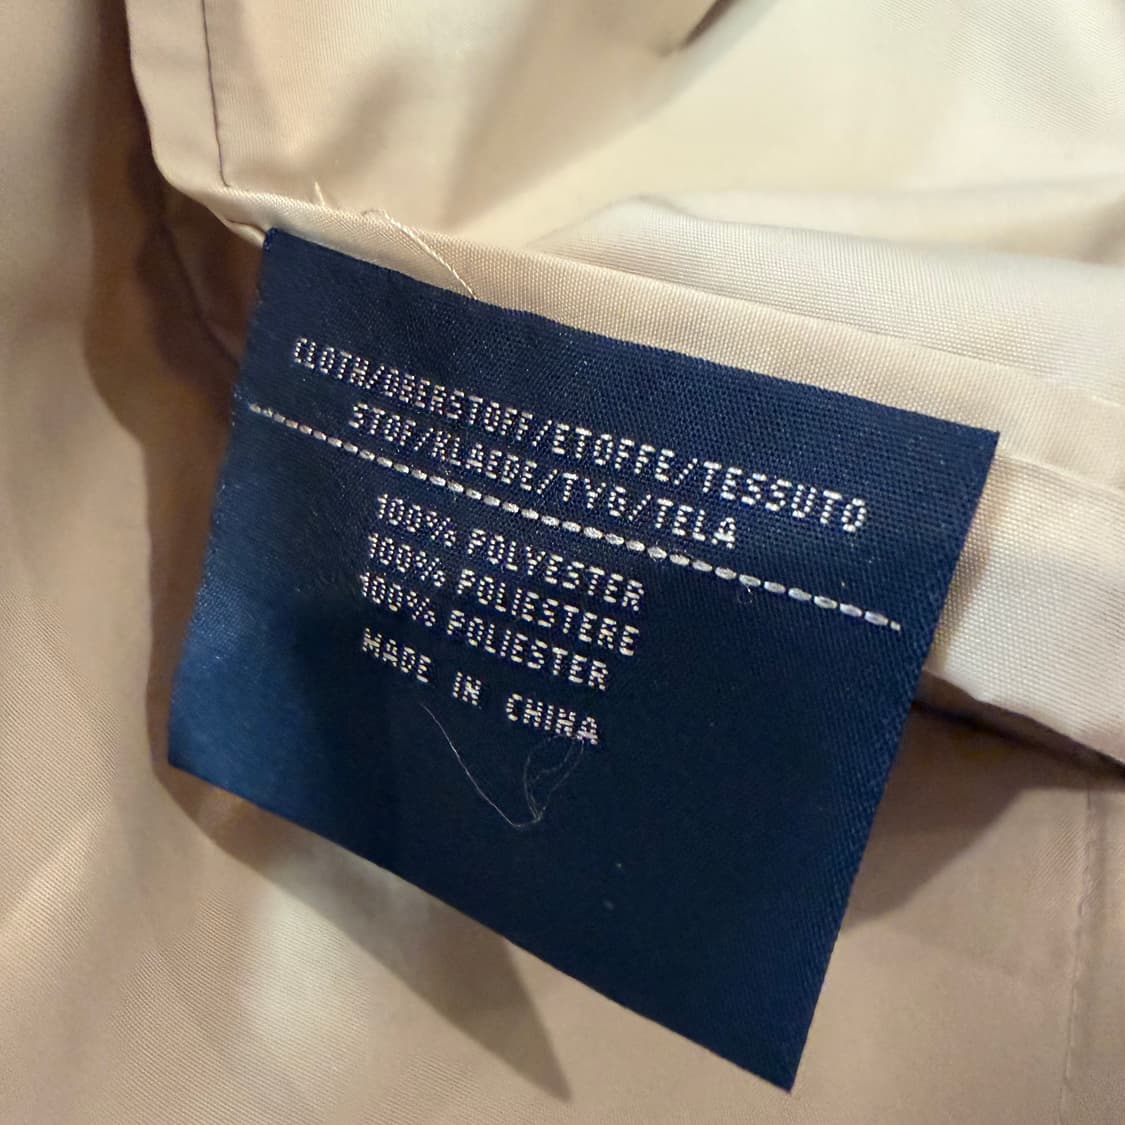 CLOTH/OBERSTOFF/ETOFFE/TESSUTO
STOF/KLAEDE/TYG/TELA
100% POLYESTER
100% POLIESTERE
100% POLIESTER
MADE IN CHINA